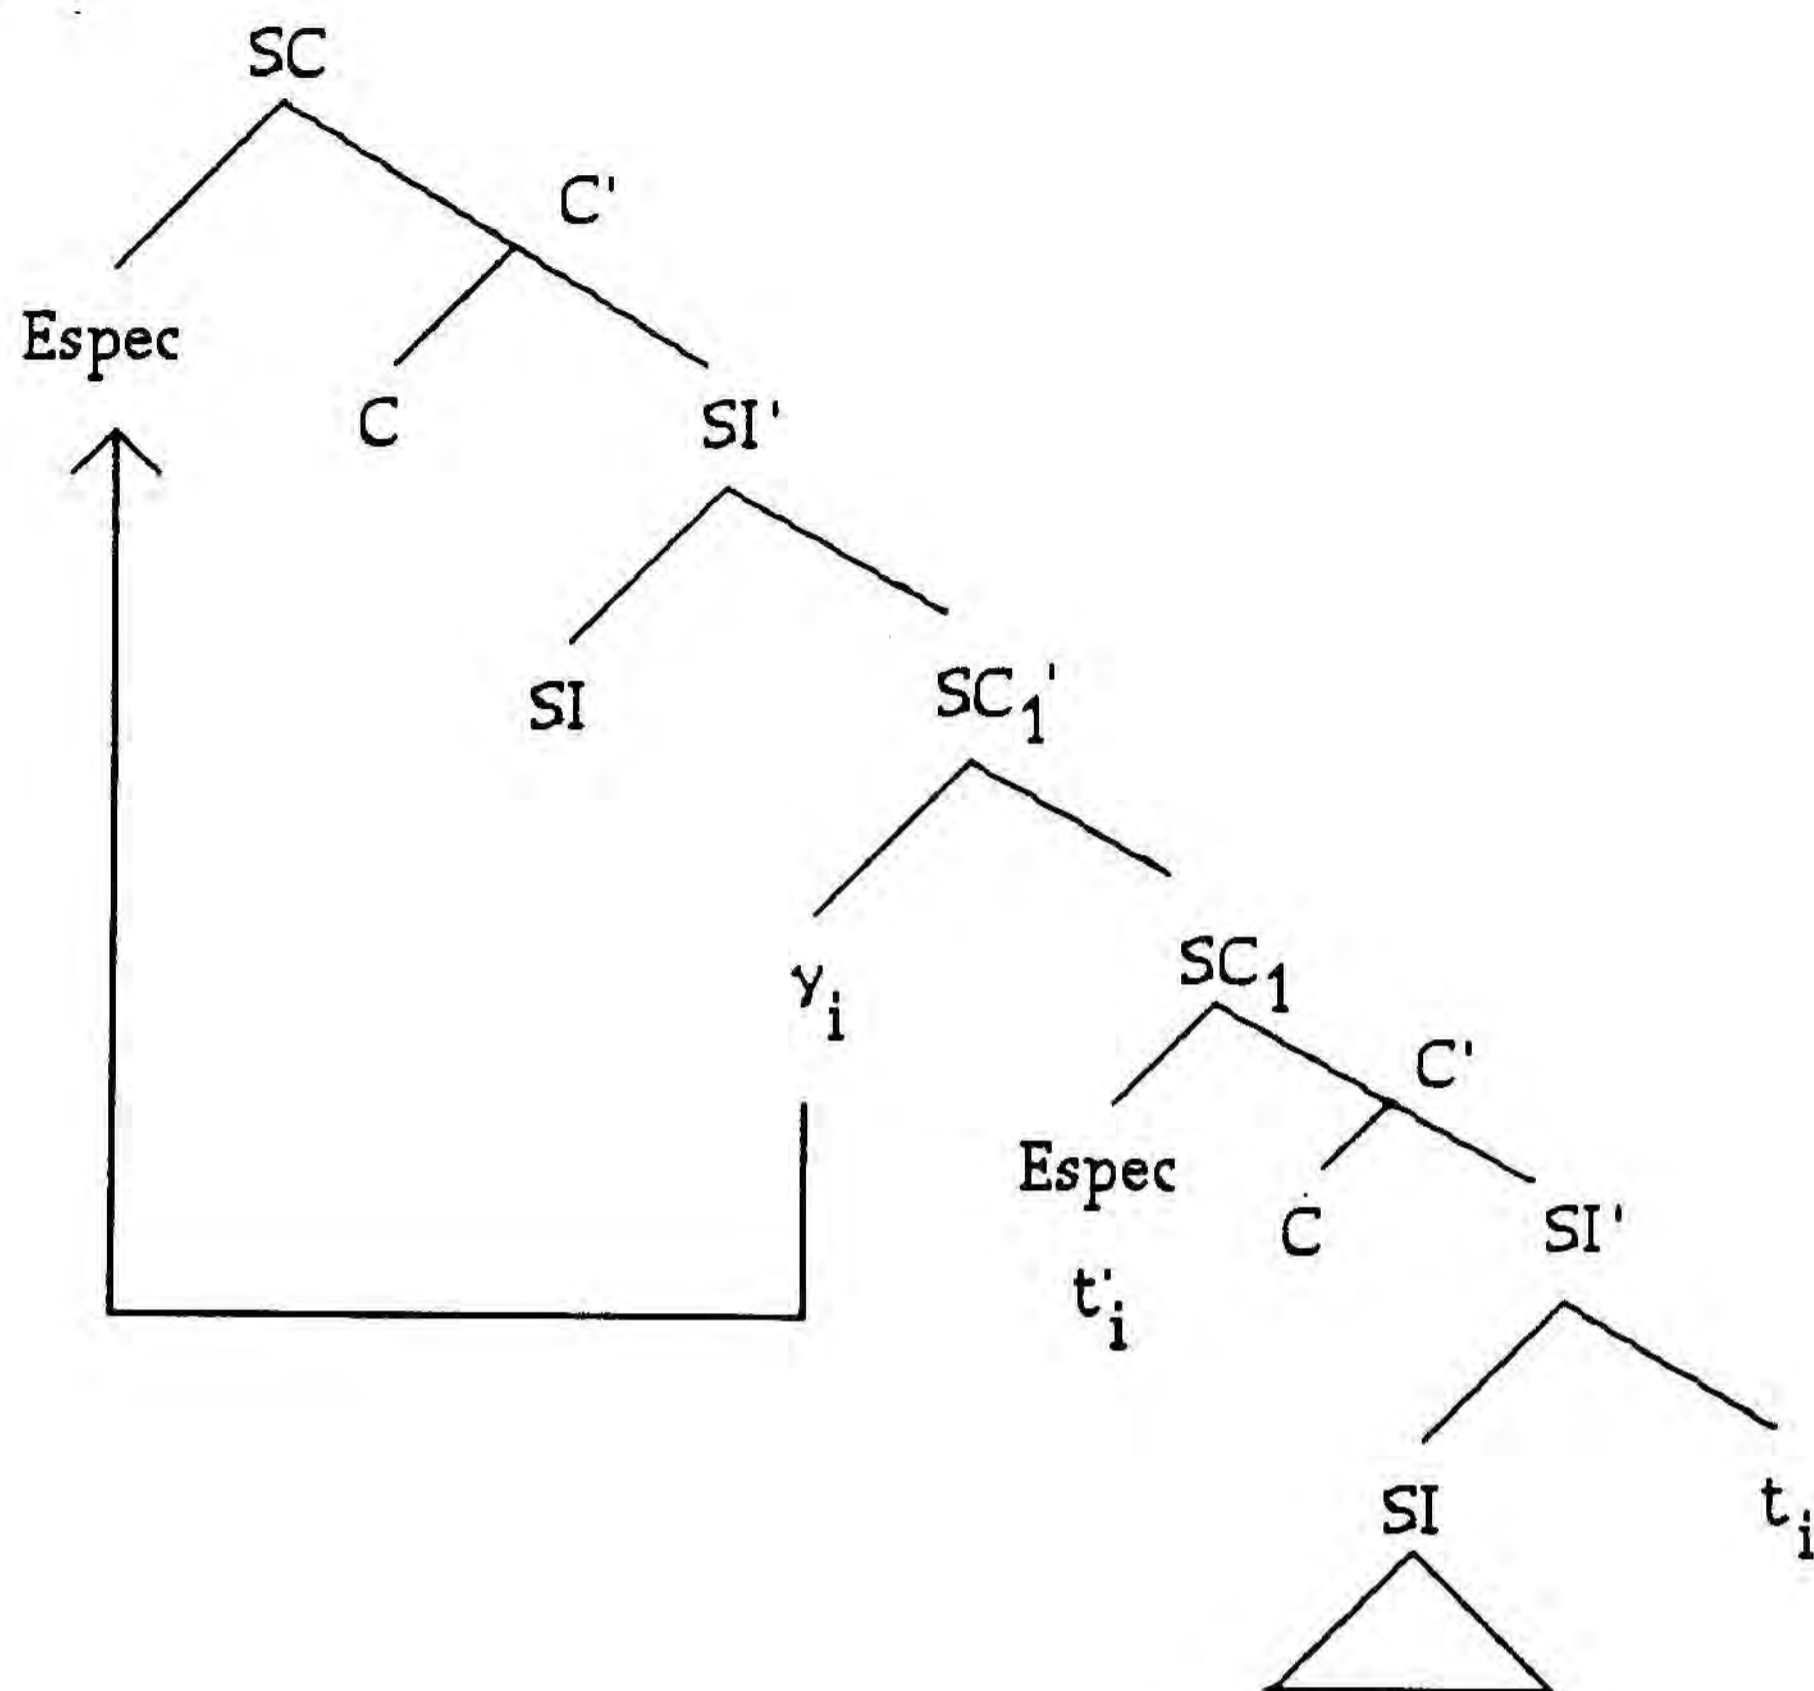 SC
C'
Espec
C SI'
SI SC₁'
γᵢ SC₁
C'
Espec C SI'
t'ᵢ
SI tᵢ